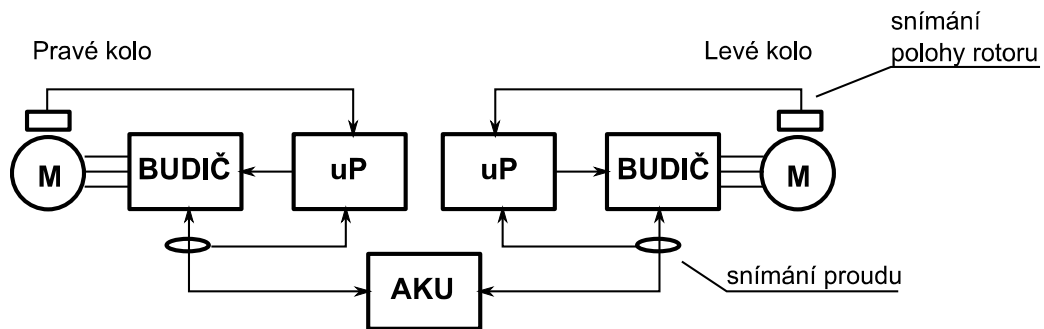 snímání
polohy rotoru
Pravé kolo
Levé kolo
M
BUDIČ
uP
uP
BUDIČ
M
AKU
snímání proudu